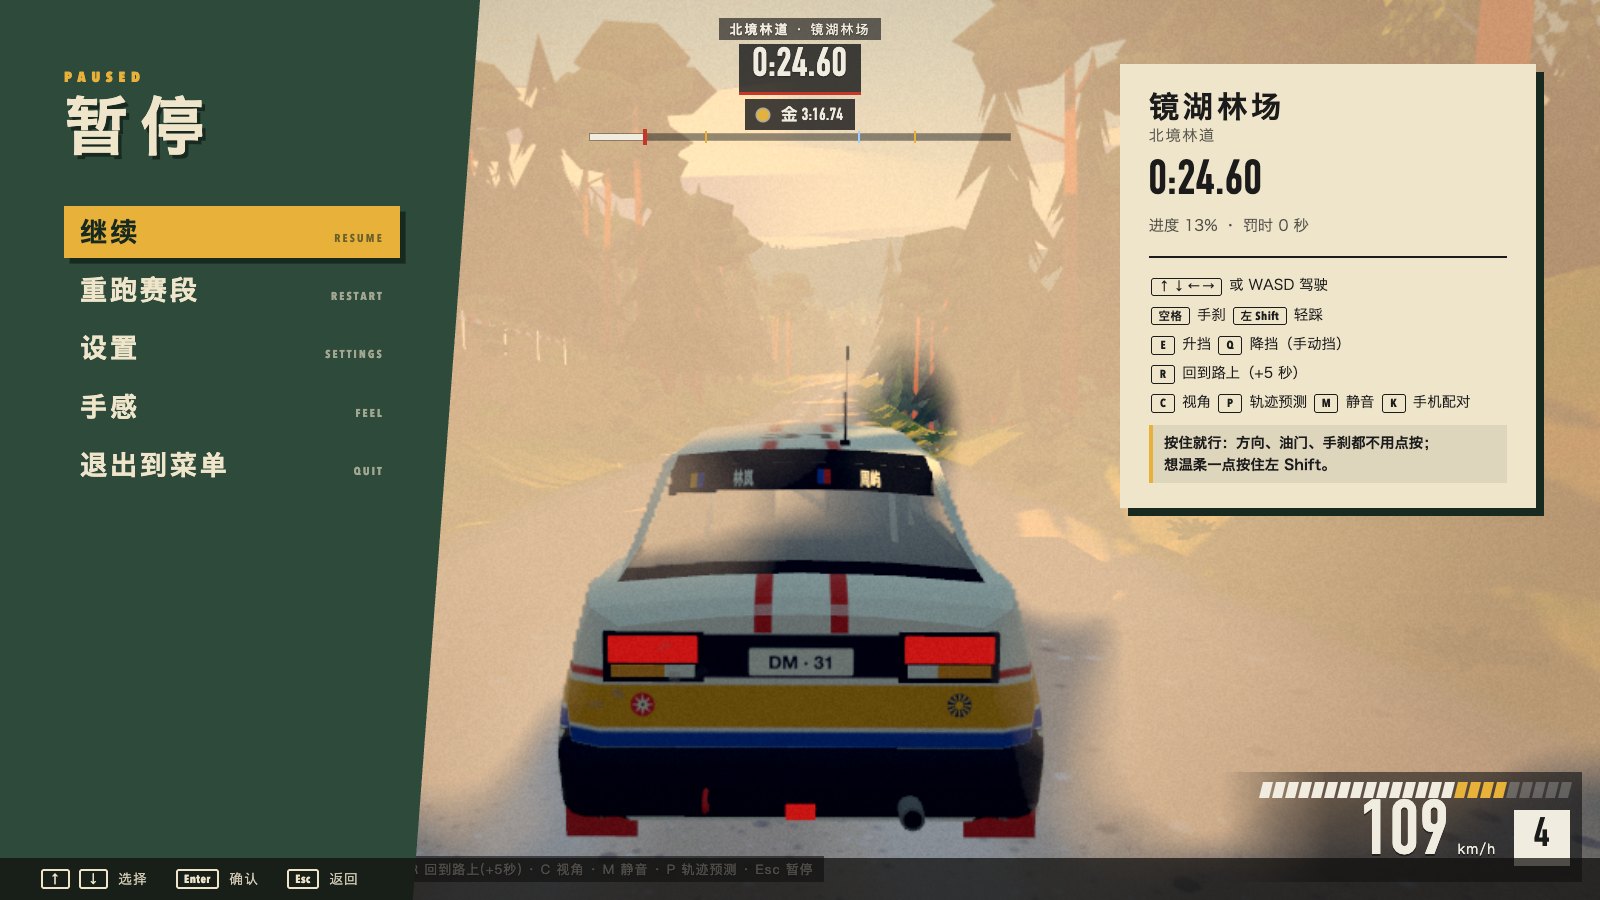 PAUSED
暂停
继续 RESUME
重跑赛段 RESTART
设置 SETTINGS
手感 FEEL
退出到菜单 QUIT
↑ ↓ 选择 Enter 确认 Esc 返回
北境林道 · 镜湖林场
0:24.60
金 3:16.74
林岚 周屿
DM · 31
镜湖林场
北境林道
0:24.60
进度 13% · 罚时 0 秒
↑↓←→ 或 WASD 驾驶
空格 手刹 左 Shift 轻踩
E 升挡 Q 降挡（手动挡）
R 回到路上（+5 秒）
C 视角 P 轨迹预测 M 静音 K 手机配对
按住就行：方向、油门、手刹都不用点按；
想温柔一点按住左 Shift。
109 km/h 4
回到路上(+5秒) · C 视角 · M 静音 · P 轨迹预测 · Esc 暂停